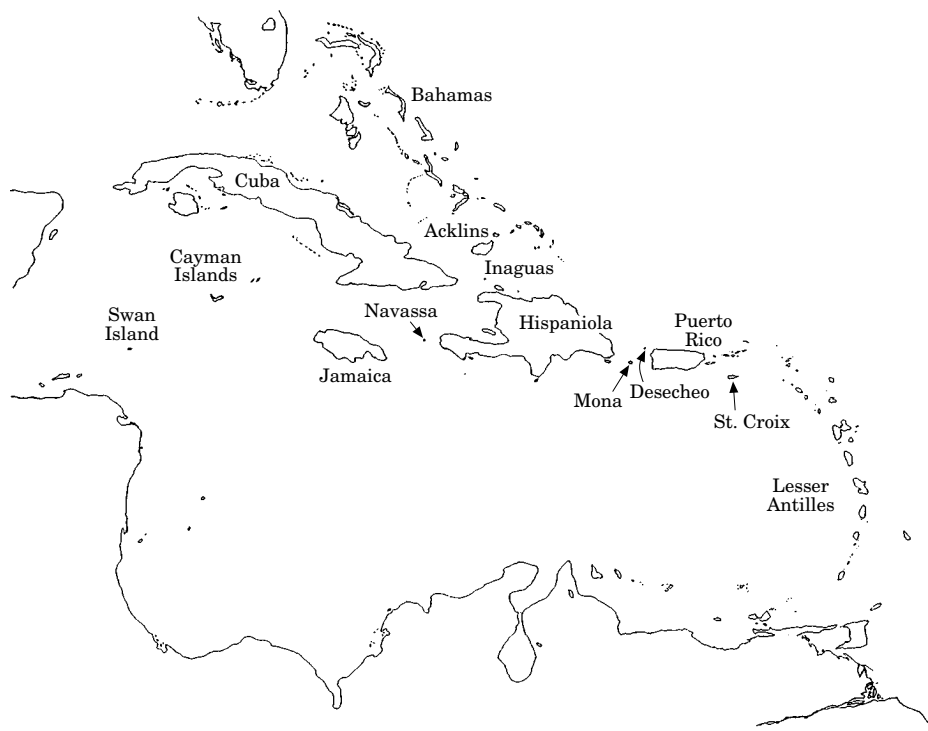 Bahamas
Cuba
Acklins
Cayman
Islands
Inaguas
Swan
Island
Navassa
Hispaniola
Puerto
Rico
Jamaica
Mona
Desecheo
St. Croix
Lesser
Antilles